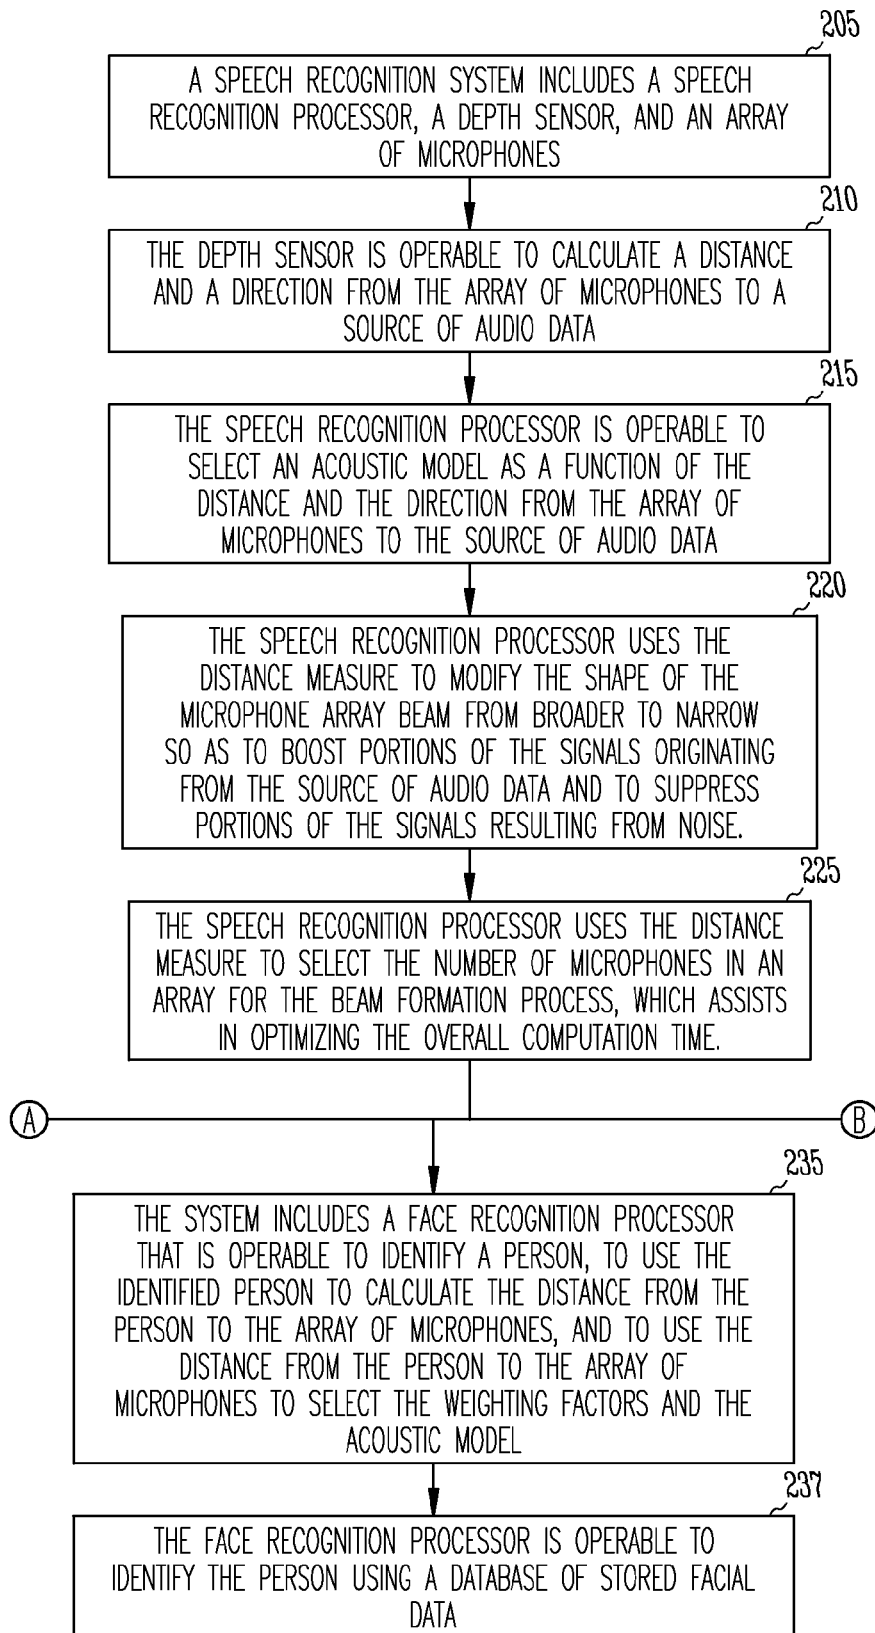 205
A SPEECH RECOGNITION SYSTEM INCLUDES A SPEECH
RECOGNITION PROCESSOR, A DEPTH SENSOR, AND AN ARRAY
OF MICROPHONES
210
THE DEPTH SENSOR IS OPERABLE TO CALCULATE A DISTANCE
AND A DIRECTION FROM THE ARRAY OF MICROPHONES TO A
SOURCE OF AUDIO DATA
215
THE SPEECH RECOGNITION PROCESSOR IS OPERABLE TO
SELECT AN ACOUSTIC MODEL AS A FUNCTION OF THE
DISTANCE AND THE DIRECTION FROM THE ARRAY OF
MICROPHONES TO THE SOURCE OF AUDIO DATA
220
THE SPEECH RECOGNITION PROCESSOR USES THE
DISTANCE MEASURE TO MODIFY THE SHAPE OF THE
MICROPHONE ARRAY BEAM FROM BROADER TO NARROW
SO AS TO BOOST PORTIONS OF THE SIGNALS ORIGINATING
FROM THE SOURCE OF AUDIO DATA AND TO SUPPRESS
PORTIONS OF THE SIGNALS RESULTING FROM NOISE.
225
THE SPEECH RECOGNITION PROCESSOR USES THE DISTANCE
MEASURE TO SELECT THE NUMBER OF MICROPHONES IN AN
ARRAY FOR THE BEAM FORMATION PROCESS, WHICH ASSISTS
IN OPTIMIZING THE OVERALL COMPUTATION TIME.
A B
235
THE SYSTEM INCLUDES A FACE RECOGNITION PROCESSOR
THAT IS OPERABLE TO IDENTIFY A PERSON, TO USE THE
IDENTIFIED PERSON TO CALCULATE THE DISTANCE FROM THE
PERSON TO THE ARRAY OF MICROPHONES, AND TO USE THE
DISTANCE FROM THE PERSON TO THE ARRAY OF
MICROPHONES TO SELECT THE WEIGHTING FACTORS AND THE
ACOUSTIC MODEL
237
THE FACE RECOGNITION PROCESSOR IS OPERABLE TO
IDENTIFY THE PERSON USING A DATABASE OF STORED FACIAL
DATA